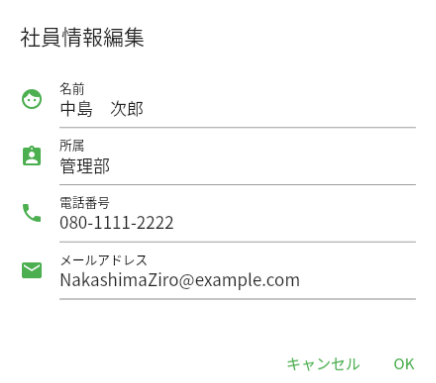 社員情報編集
名前
中島　次郎
所属
管理部
電話番号
080-1111-2222
メールアドレス
NakashimaZiro@example.com
キャンセル　OK